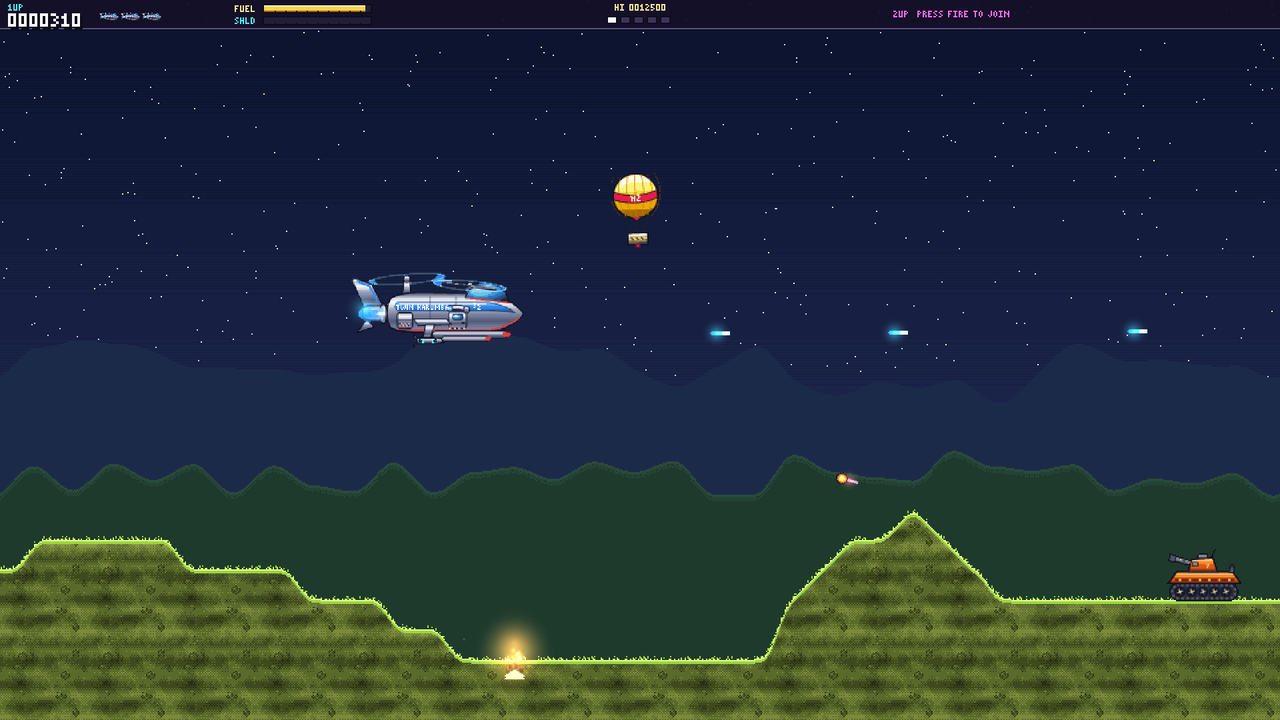 1UP
0000310
FUEL
SHLD
HI 0012500
2UP PRESS FIRE TO JOIN
H2